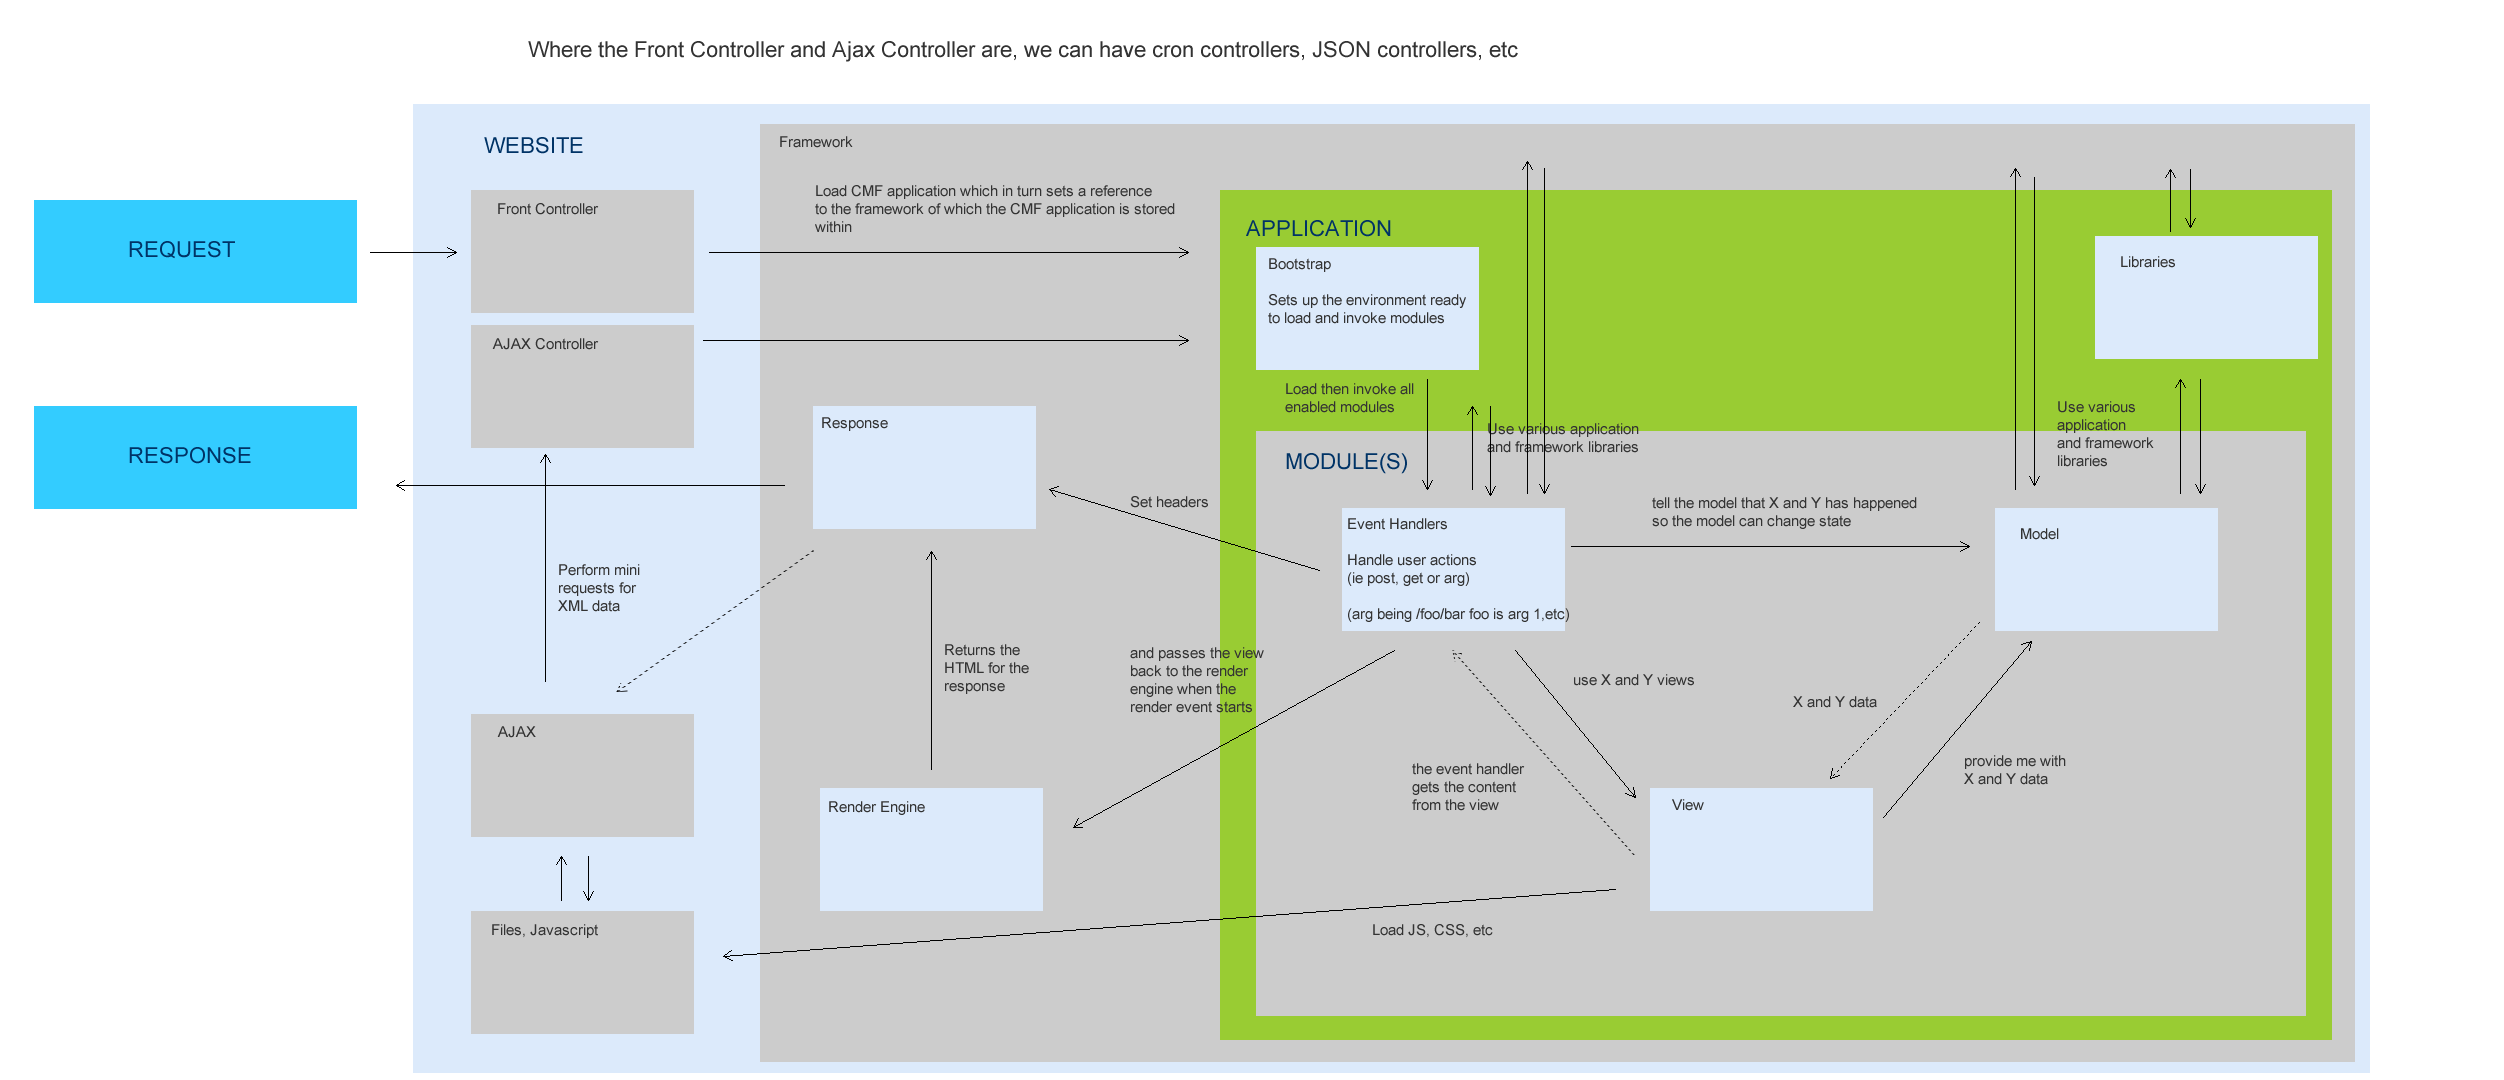 Where the Front Controller and Ajax Controller are, we can have cron controllers, JSON controllers, etc
WEBSITE
Framework
Front Controller
Load CMF application which in turn sets a reference
to the framework of which the CMF application is stored
within
REQUEST
APPLICATION
Bootstrap
Sets up the environment ready
to load and invoke modules
Libraries
AJAX Controller
Load then invoke all
enabled modules
Use various application
and framework libraries
Use various
application
and framework
libraries
RESPONSE
Response
MODULE(S)
Set headers
Event Handlers
Handle user actions
(ie post, get or arg)
(arg being /foo/bar foo is arg 1,etc)
tell the model that X and Y has happened
so the model can change state
Model
Perform mini
requests for
XML data
Returns the
HTML for the
response
and passes the view
back to the render
engine when the
render event starts
use X and Y views
X and Y data
AJAX
the event handler
gets the content
from the view
provide me with
X and Y data
Render Engine
View
Files, Javascript
Load JS, CSS, etc